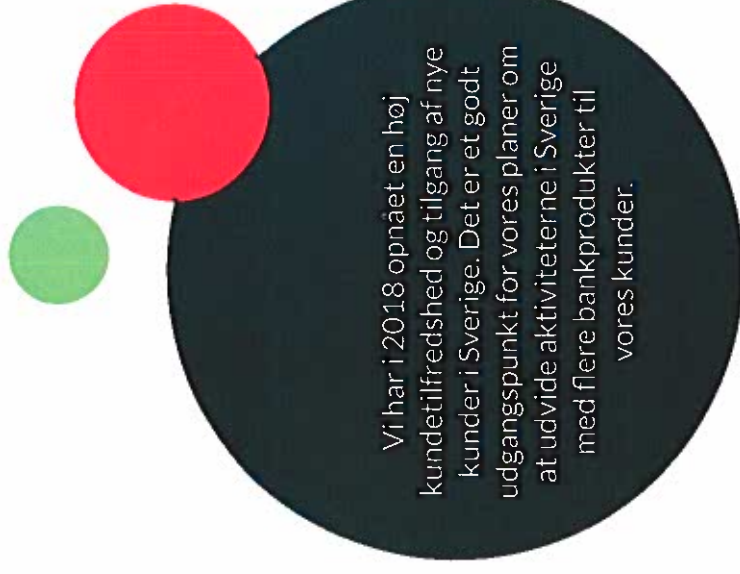 Vi har i 2018 opnået en høj
kundetilfredshed og tilgang af nye
kunder i Sverige. Det er et godt
udgangspunkt for vores planer om
at udvide aktiviteterne i Sverige
med flere bankprodukter til
vores kunder.